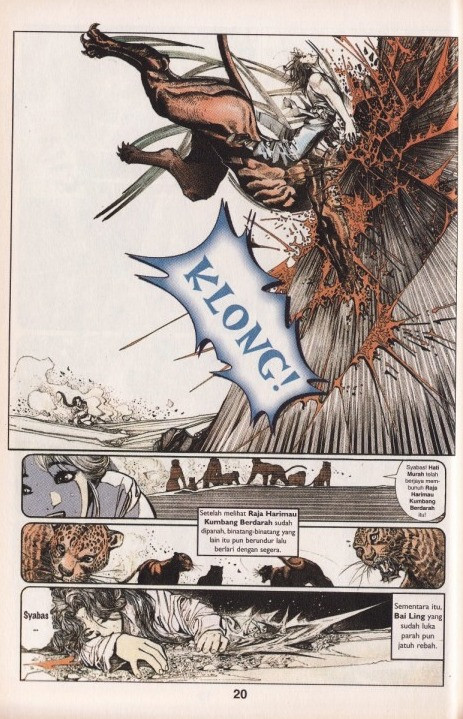 KLONG!
Syabas! Hati
Murah telah
berjaya mem-
bunuh Raja
Harimau
Kumbang
Berdarah
itu!
Setelah melihat Raja Harimau
Kumbang Berdarah sudah
dipanah, binatang-binatang yang
lain itu pun berundur lalu
berlari dengan segera.
Syabas
...
Sementara itu,
Bai Ling yang
sudah luka
parah pun
jatuh rebah.
20